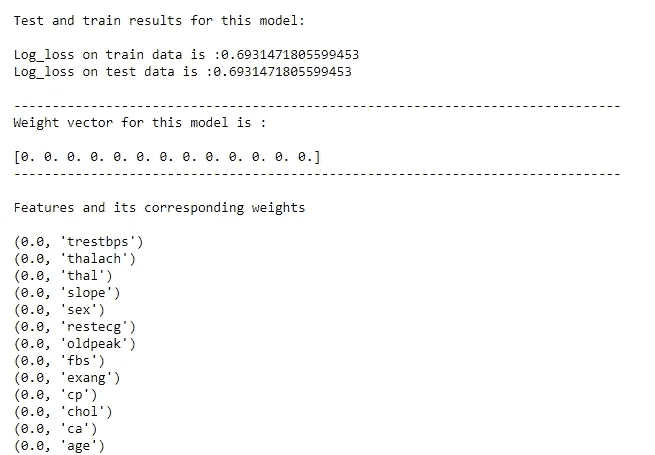 Test and train results for this model:
Log_loss on train data is :0.6931471805599453
Log_loss on test data is :0.6931471805599453
--------------------------------------------------------------------------------
Weight vector for this model is :
[0. 0. 0. 0. 0. 0. 0. 0. 0. 0. 0. 0. 0.]
--------------------------------------------------------------------------------
Features and its corresponding weights
(0.0, 'trestbps')
(0.0, 'thalach')
(0.0, 'thal')
(0.0, 'slope')
(0.0, 'sex')
(0.0, 'restecg')
(0.0, 'oldpeak')
(0.0, 'fbs')
(0.0, 'exang')
(0.0, 'cp')
(0.0, 'chol')
(0.0, 'ca')
(0.0, 'age')